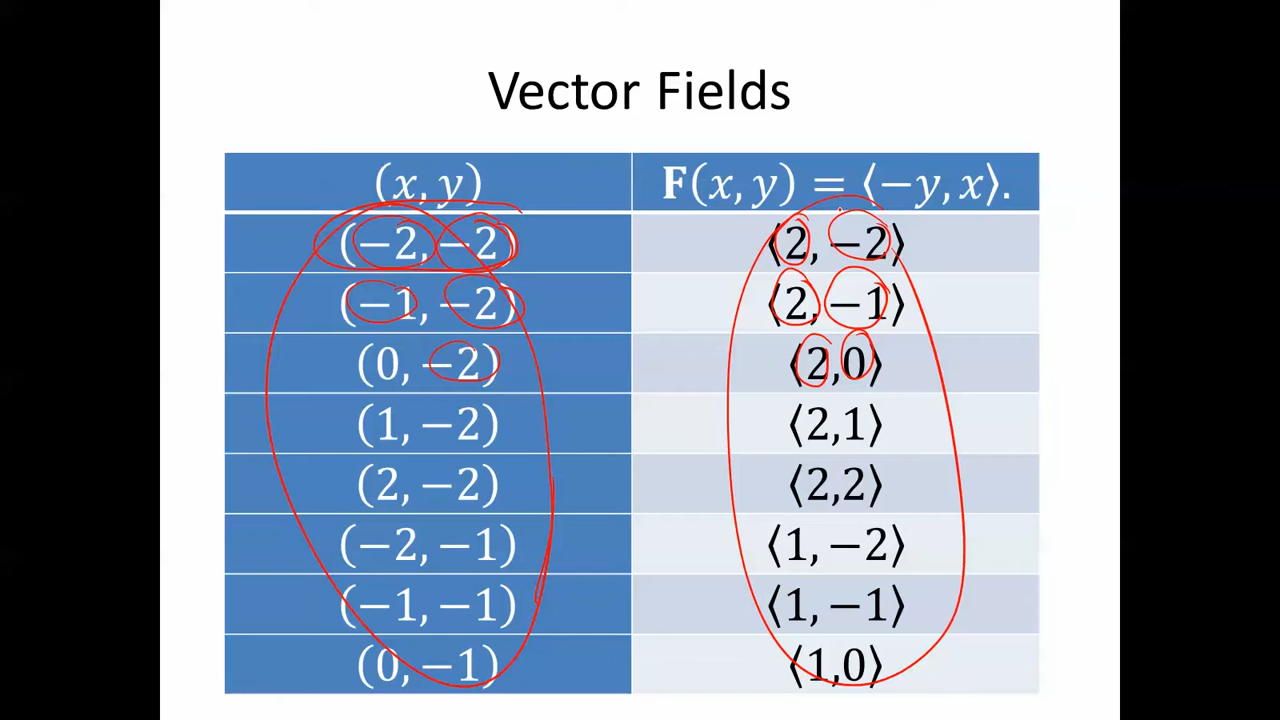 Vector Fields
(x, y) F(x, y) = ⟨−y, x⟩.
(−2, −2) ⟨2, −2⟩
(−1, −2) ⟨2, −1⟩
(0, −2) ⟨2,0⟩
(1, −2) ⟨2,1⟩
(2, −2) ⟨2,2⟩
(−2, −1) ⟨1, −2⟩
(−1, −1) ⟨1, −1⟩
(0, −1) ⟨1,0⟩